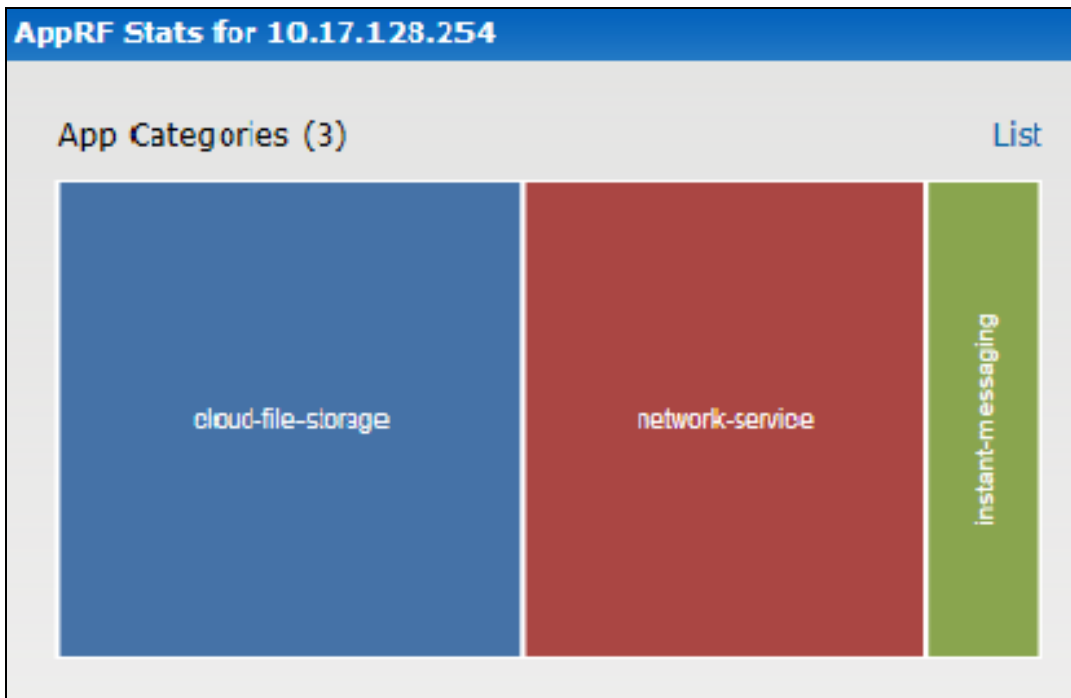 AppRF Stats for 10.17.128.254
App Categories (3)
List
cloud-file-storage
network-service
instant-messaging